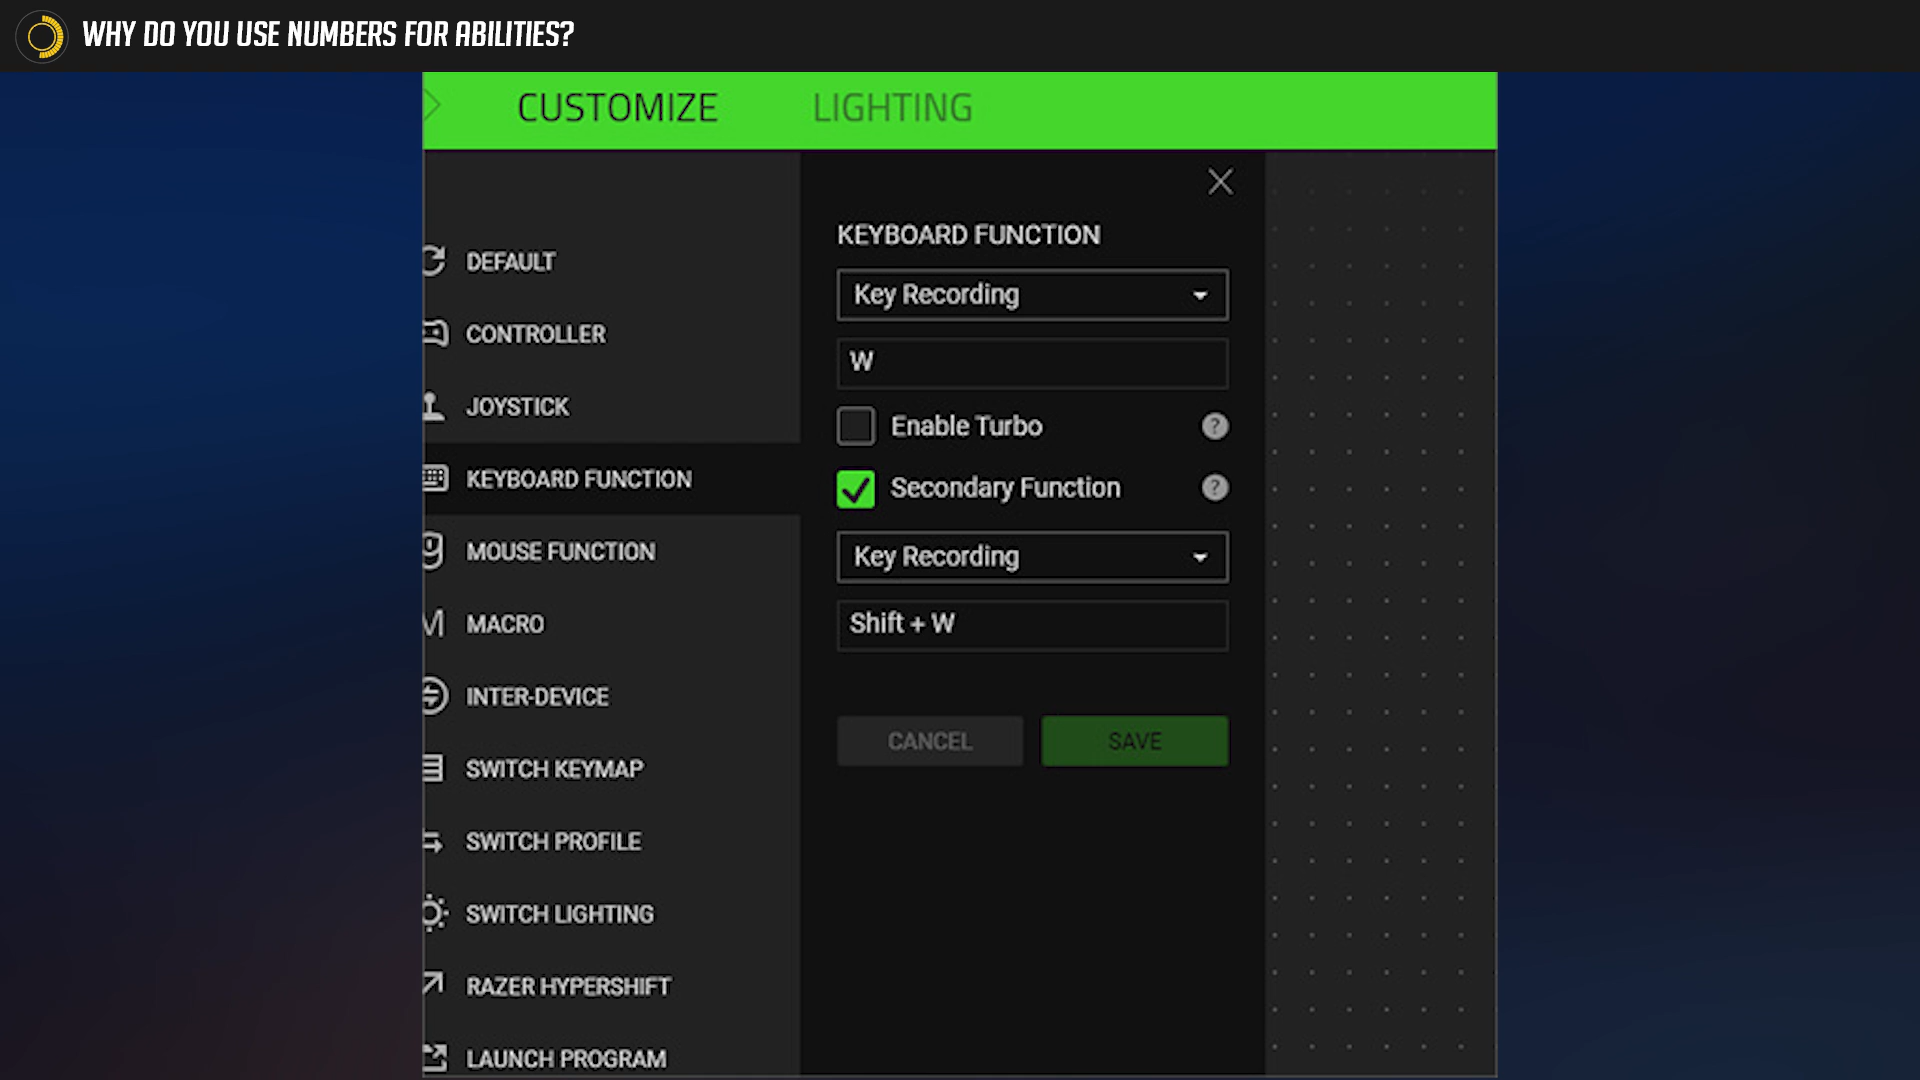 WHY DO YOU USE NUMBERS FOR ABILITIES?
CUSTOMIZE
LIGHTING
DEFAULT
CONTROLLER
JOYSTICK
KEYBOARD FUNCTION
MOUSE FUNCTION
MACRO
INTER-DEVICE
SWITCH KEYMAP
SWITCH PROFILE
SWITCH LIGHTING
RAZER HYPERSHIFT
LAUNCH PROGRAM
KEYBOARD FUNCTION
Key Recording
W
Enable Turbo ?
Secondary Function ?
Key Recording
Shift + W
CANCEL
SAVE